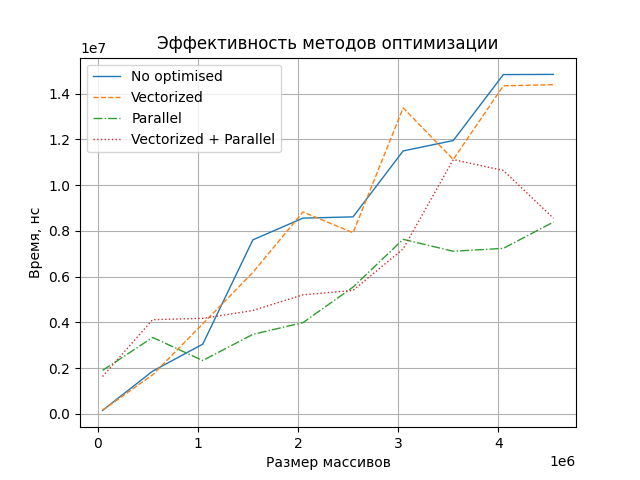 Эффективность методов оптимизации
1e7
No optimised
Vectorized
Parallel
Vectorized + Parallel
1.4
1.2
1.0
0.8
0.6
0.4
0.2
0.0
Время, нс
0 1 2 3 4
1e6
Размер массивов